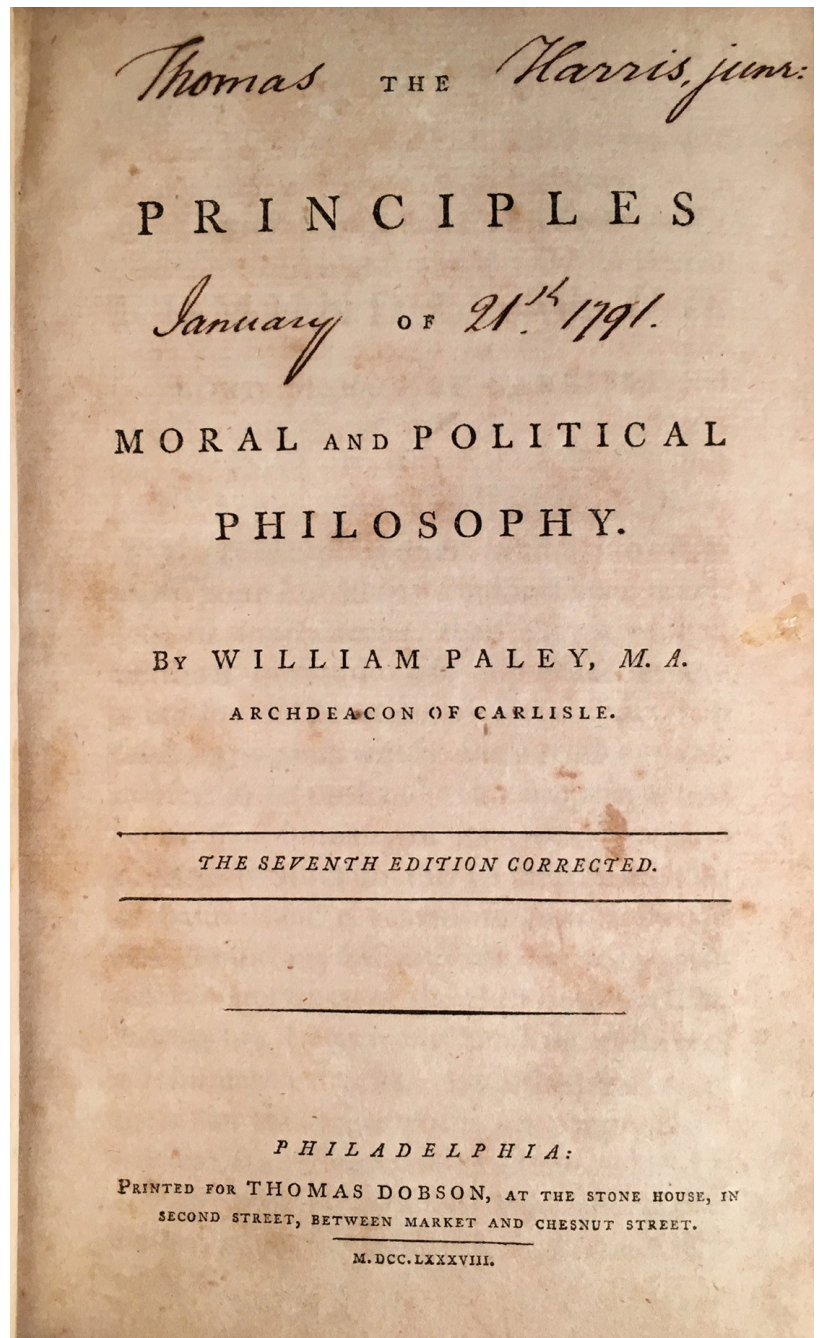 Thomas THE Harris, junr:
PRINCIPLES
January OF 21.th 1791.
MORAL AND POLITICAL
PHILOSOPHY.
By WILLIAM PALEY, M. A.
ARCHDEACON OF CARLISLE.
THE SEVENTH EDITION CORRECTED.
PHILADELPHIA:
PRINTED FOR THOMAS DOBSON, AT THE STONE HOUSE, IN
SECOND STREET, BETWEEN MARKET AND CHESNUT STREET.
M.DCC.LXXXVIII.